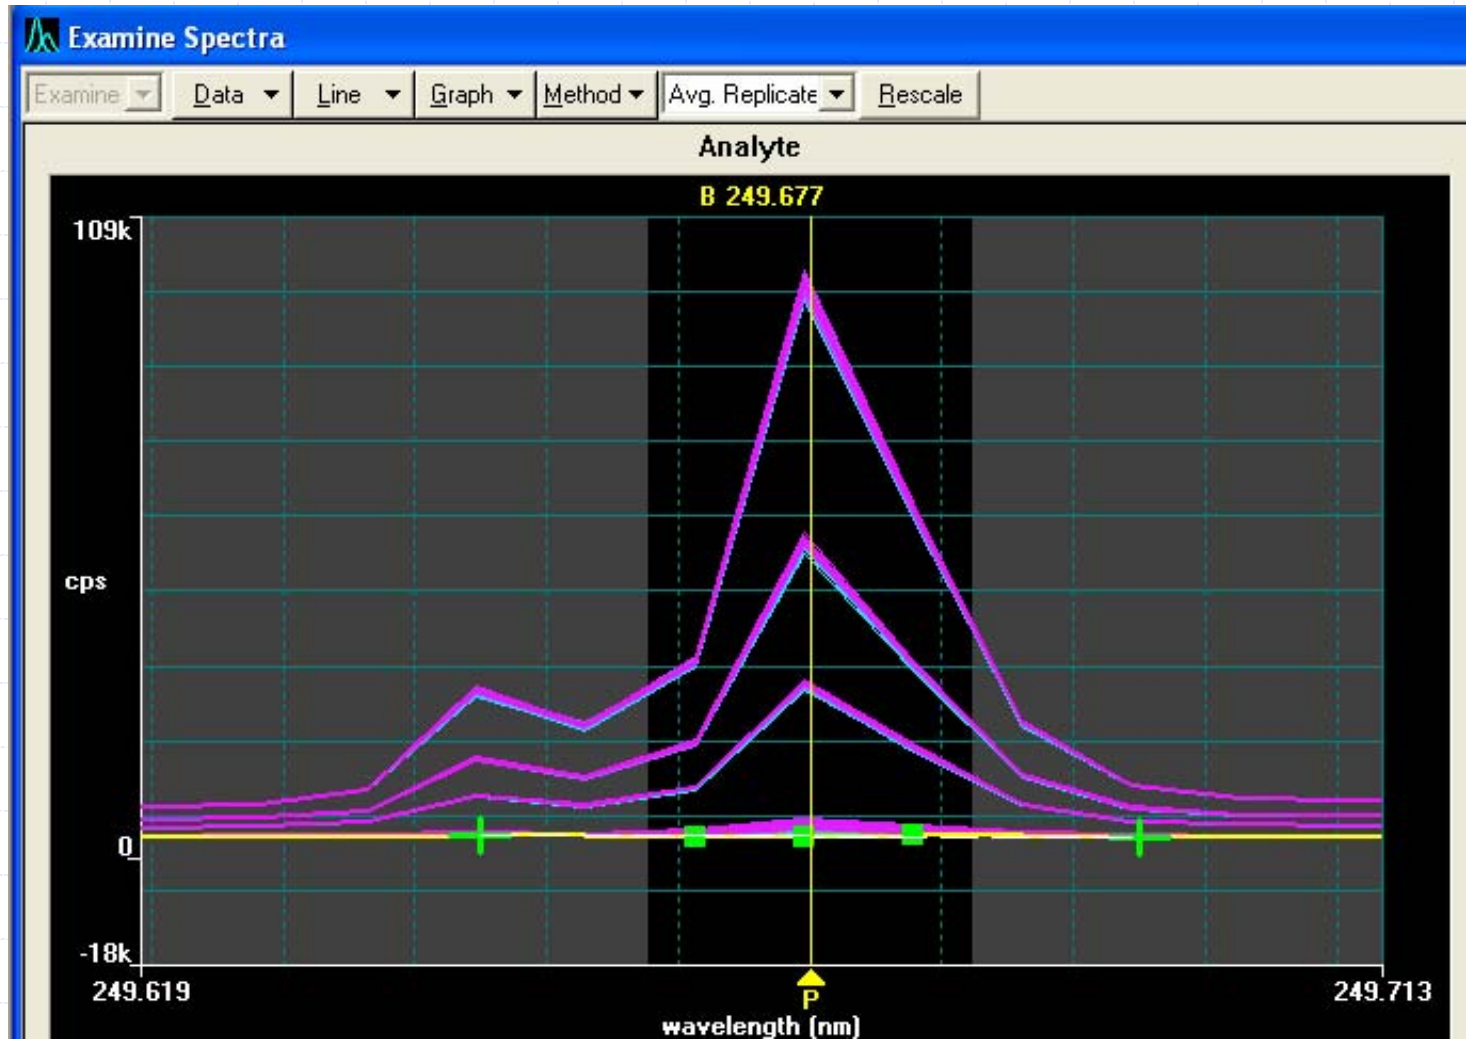 Examine Spectra
Examine Data Line Graph Method Avg. Replicate Rescale
Analyte
B 249.677
109k
cps
0
-18k
249.619 P 249.713
wavelength (nm)